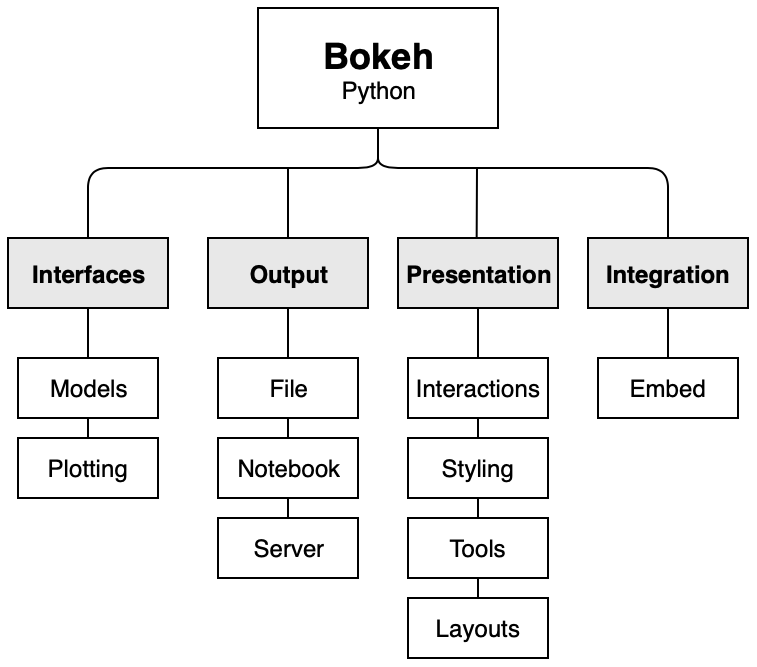 Bokeh
Python
Interfaces
Output
Presentation
Integration
Models
File
Interactions
Embed
Plotting
Notebook
Styling
Server
Tools
Layouts